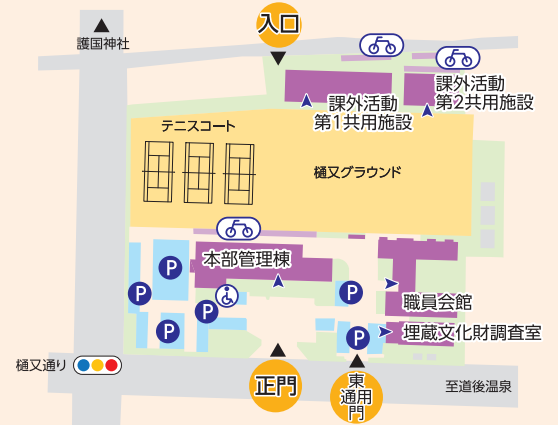 入口
護国神社
課外活動
第1共用施設
課外活動
第2共用施設
テニスコート
樋又グラウンド
本部管理棟
P
P
P
P
P
P
職員会館
埋蔵文化財調査室
樋又通り
正門
東
通用
門
至道後温泉